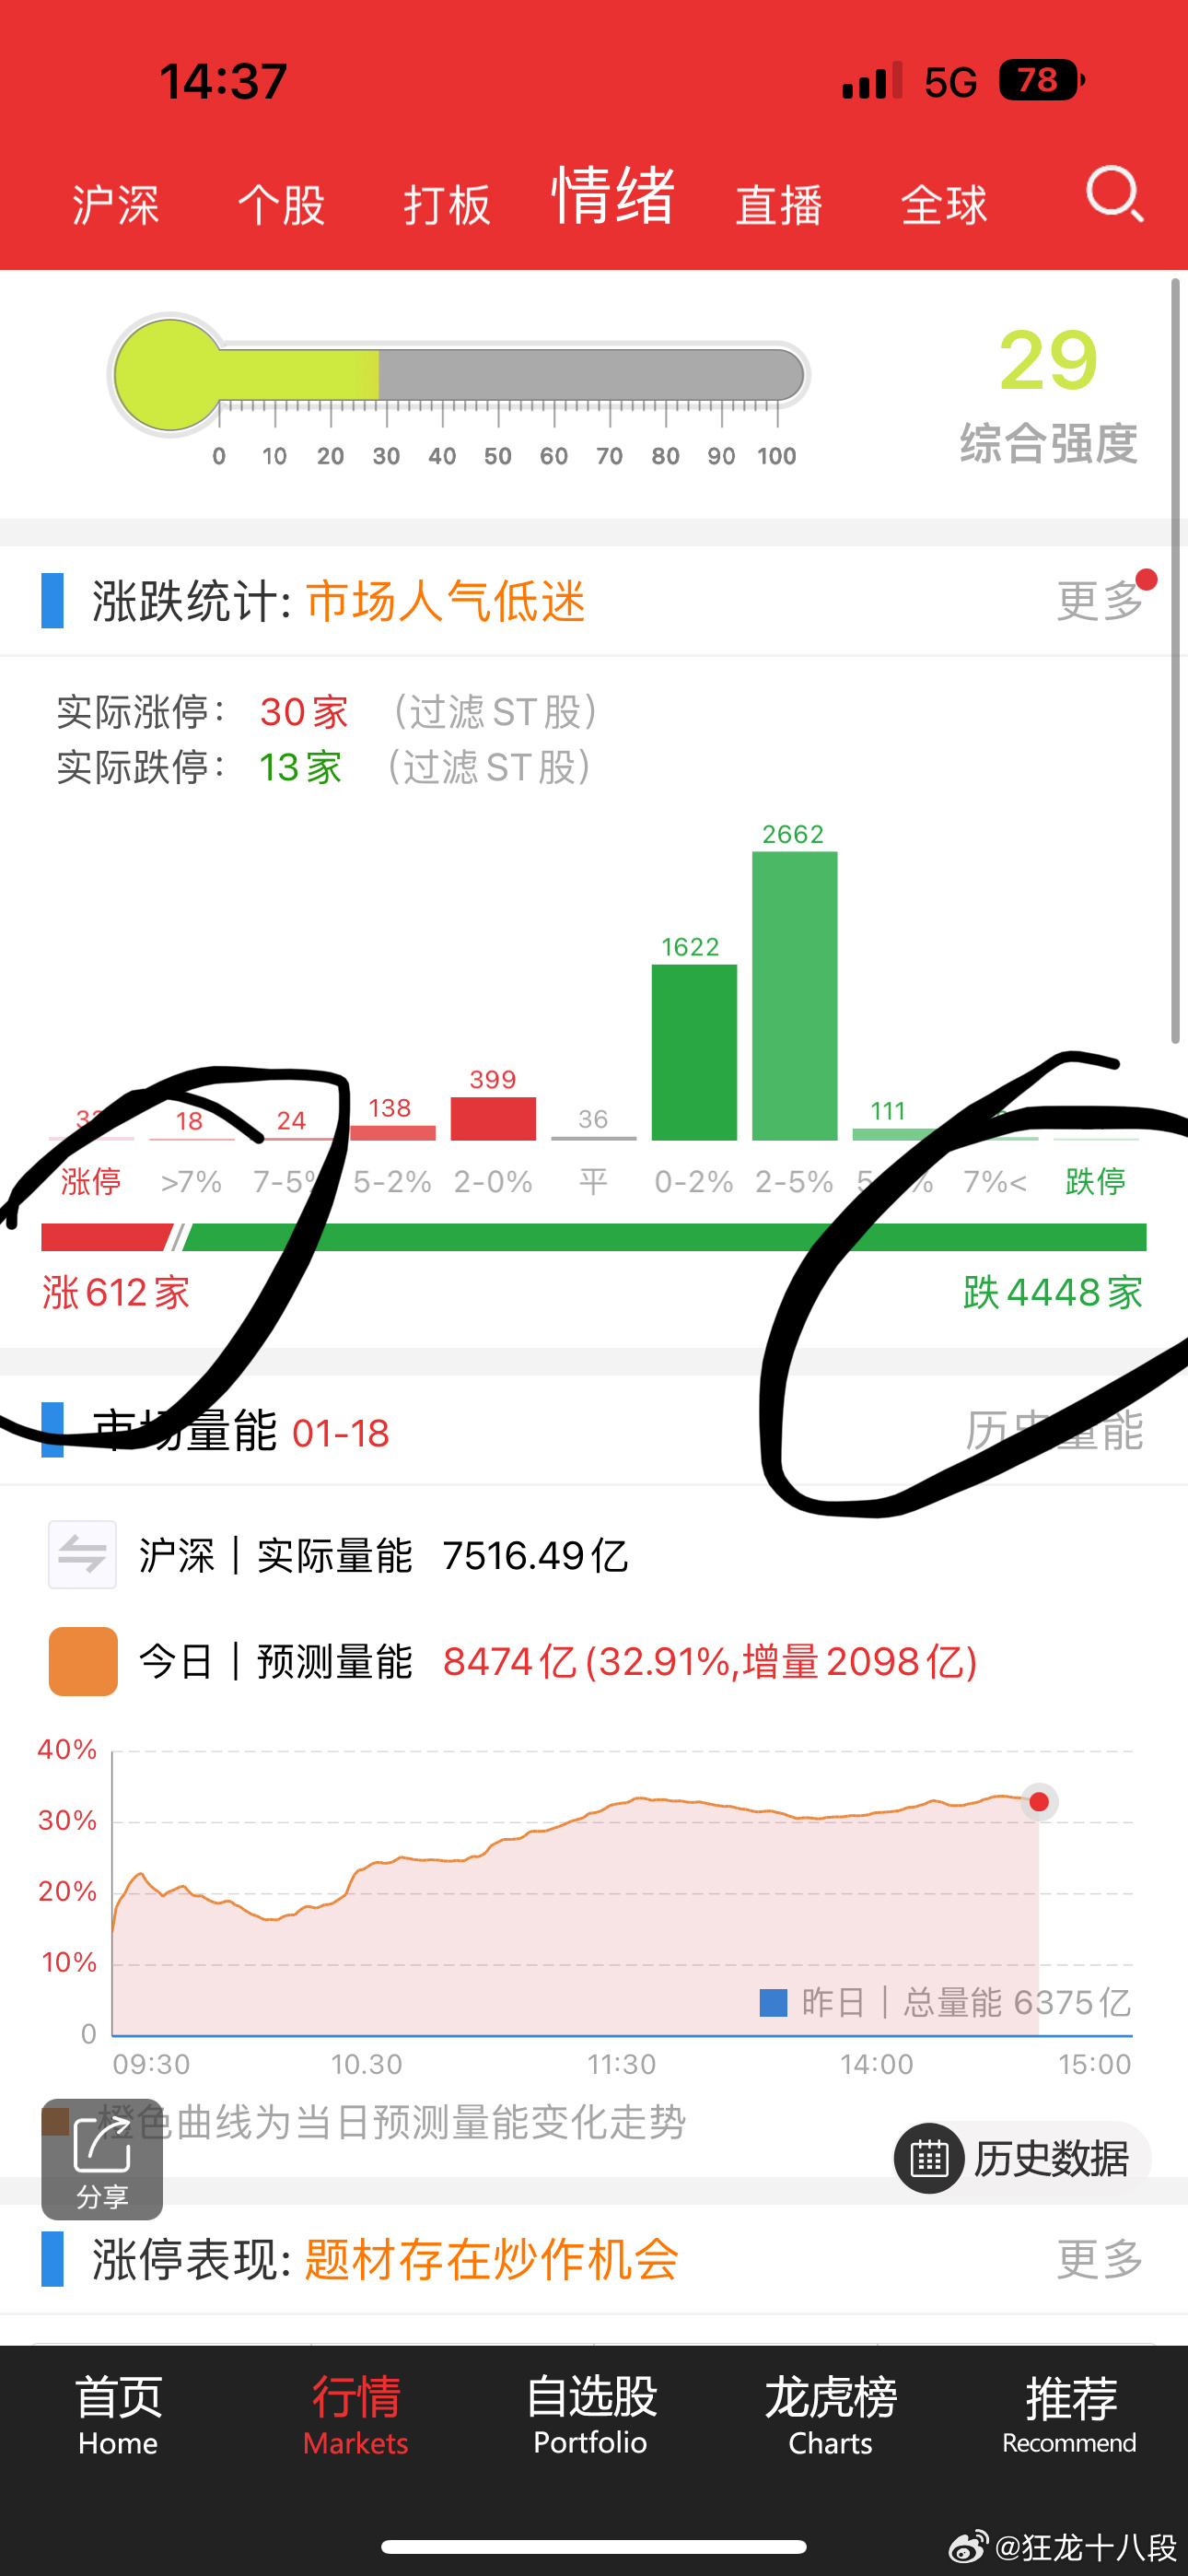 14:37
5G 78
沪深 个股 打板 情绪 直播 全球
29
综合强度
0 10 20 30 40 50 60 70 80 90 100
涨跌统计: 市场人气低迷 更多
实际涨停: 30家 (过滤ST股)
实际跌停: 13家 (过滤ST股)
2662
1622
399
138
36
18 24
111
涨停 >7% 7-5% 5-2% 2-0% 平 0-2% 2-5% 7%< 跌停
涨612家 跌4448家
市场量能 01-18 历史量能
沪深｜实际量能 7516.49亿
今日｜预测量能 8474亿(32.91%,增量2098亿)
40%
30%
20%
10%
昨日｜总量能 6375亿
0
09:30 10.30 11:30 14:00 15:00
橙色曲线为当日预测量能变化走势
历史数据
分享
涨停表现: 题材存在炒作机会 更多
首页 行情 自选股 龙虎榜 推荐
Home Markets Portfolio Charts Recommend
@狂龙十八段